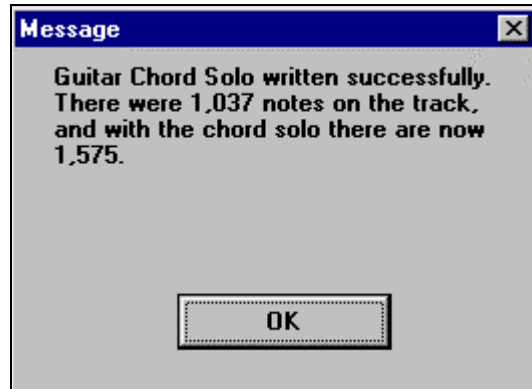 Message
Guitar Chord Solo written successfully.
There were 1,037 notes on the track,
and with the chord solo there are now
1,575.
OK